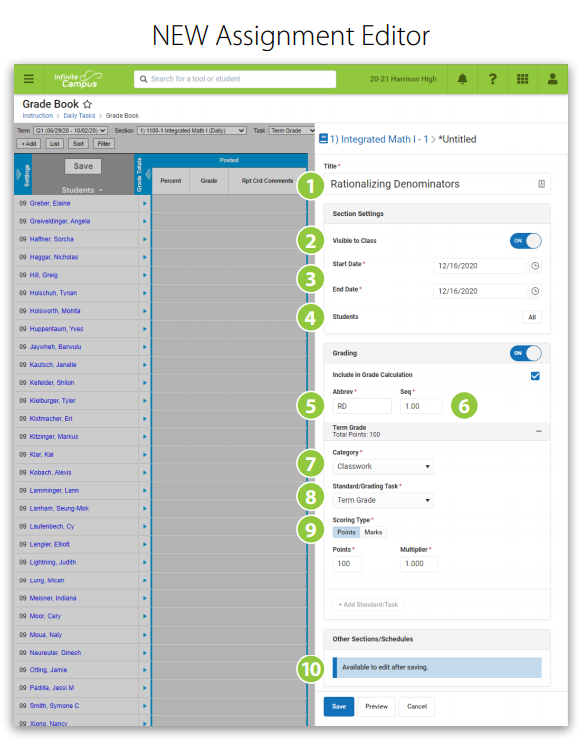 NEW Assignment Editor
Infinite Campus
Search for a tool or student
20-21 Harrison High
?
Grade Book
Instruction > Daily Tasks > Grade Book
Term Q1 (06/29/20 - 10/02/20) Section 1) 1100-1 Integrated Math I (Daily) Task Term Grade
+ Add List Sort Filter
Settings
Save
Students
Grade Totals
Posted
Percent Grade Rpt Crd Comments
09 Greber, Elaine
09 Greiveldinger, Angela
09 Haffner, Sorcha
09 Haggar, Nicholas
09 Hill, Greig
09 Holschuh, Tynan
09 Holsworth, Mohita
09 Huppentaum, Yves
09 Jaywheh, Barwulu
09 Kautsch, Janelle
09 Kefelder, Shiloh
09 Kielburger, Tyler
09 Kistmacher, Eri
09 Kitzinger, Markus
09 Klar, Kai
09 Kobach, Alexis
09 Lamminger, Lann
09 Lanham, Seung-Mok
09 Lautenbech, Cy
09 Lengler, Elliott
09 Lightning, Judith
09 Lung, Micah
09 Meisner, Indiana
09 Moor, Cary
09 Moua, Naly
09 Neureuter, Dinesh
09 Otting, Jamie
09 Padilla, Jessi M
09 Smith, Symone C
09 Xiong, Nancy
1) Integrated Math I - 1 > *Untitled
Title *
1 Rationalizing Denominators
Section Settings
2 Visible to Class ON
Start Date * 12/16/2020
3
End Date * 12/16/2020
4 Students All
Grading ON
Include in Grade Calculation
Abbrev * Seq *
5 RD 1.00 6
Term Grade
Total Points: 100
Category *
7 Classwork
Standard/Grading Task *
8 Term Grade
Scoring Type *
9 Points Marks
Points * Multiplier *
100 1.000
+ Add Standard/Task
Other Sections/Schedules
10 Available to edit after saving.
Save Preview Cancel